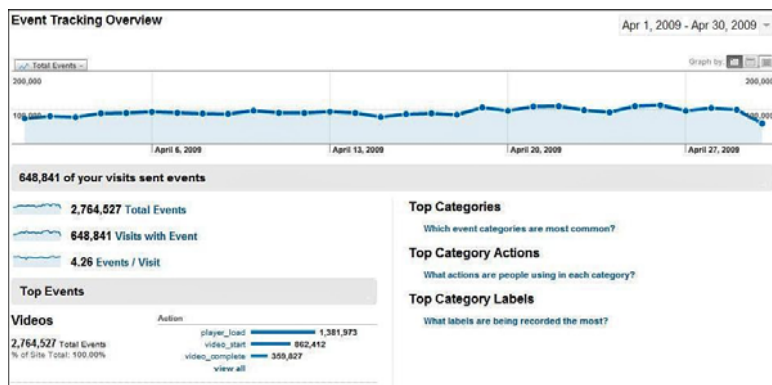 Event Tracking Overview
Apr 1, 2009 - Apr 30, 2009
Total Events
Graph by:
200,000
200,000
100,000
100,000
April 6, 2009
April 13, 2009
April 20, 2009
April 27, 2009
648,841 of your visits sent events
2,764,527 Total Events
648,841 Visits with Event
4.26 Events / Visit
Top Categories
Which event categories are most common?
Top Category Actions
What actions are people using in each category?
Top Category Labels
What labels are being recorded the most?
Top Events
Videos
2,764,527 Total Events
% of Site Total: 100.00%
Action
player_load 1,381,973
video_start 862,412
video_complete 359,827
view all